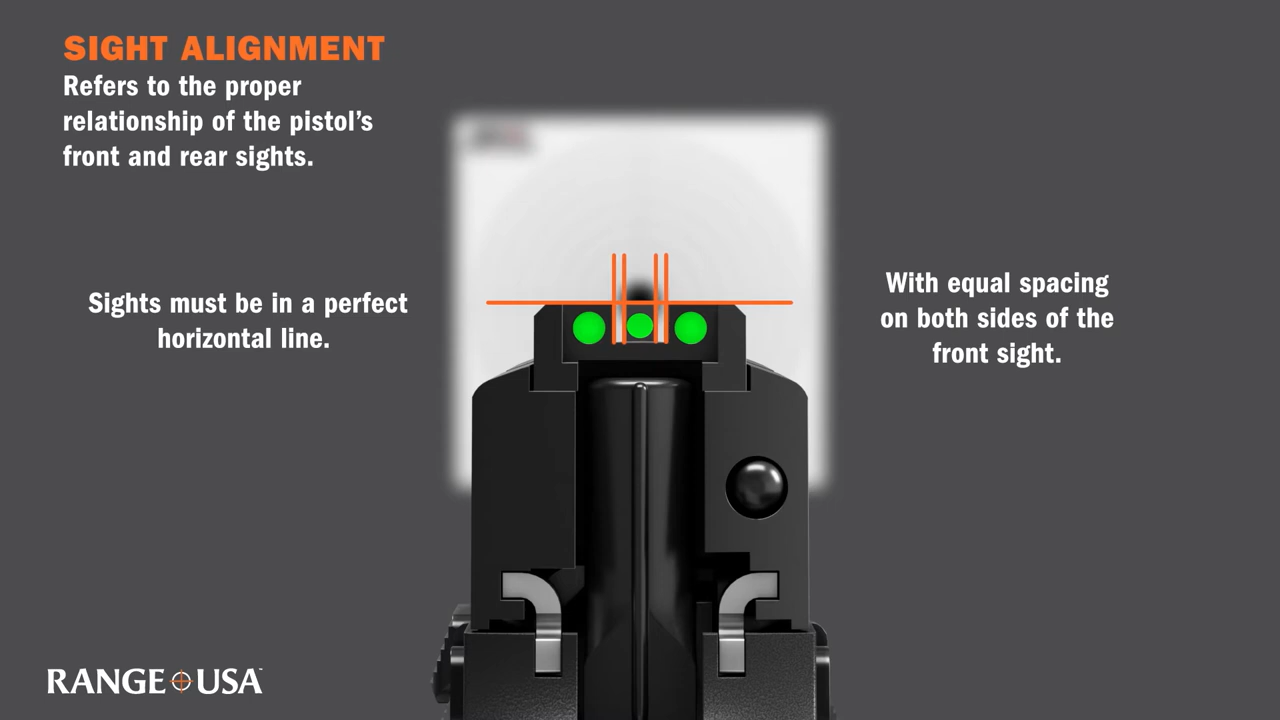 SIGHT ALIGNMENT
Refers to the proper
relationship of the pistol's
front and rear sights.
Sights must be in a perfect
horizontal line.
With equal spacing
on both sides of the
front sight.
RANGE USA™